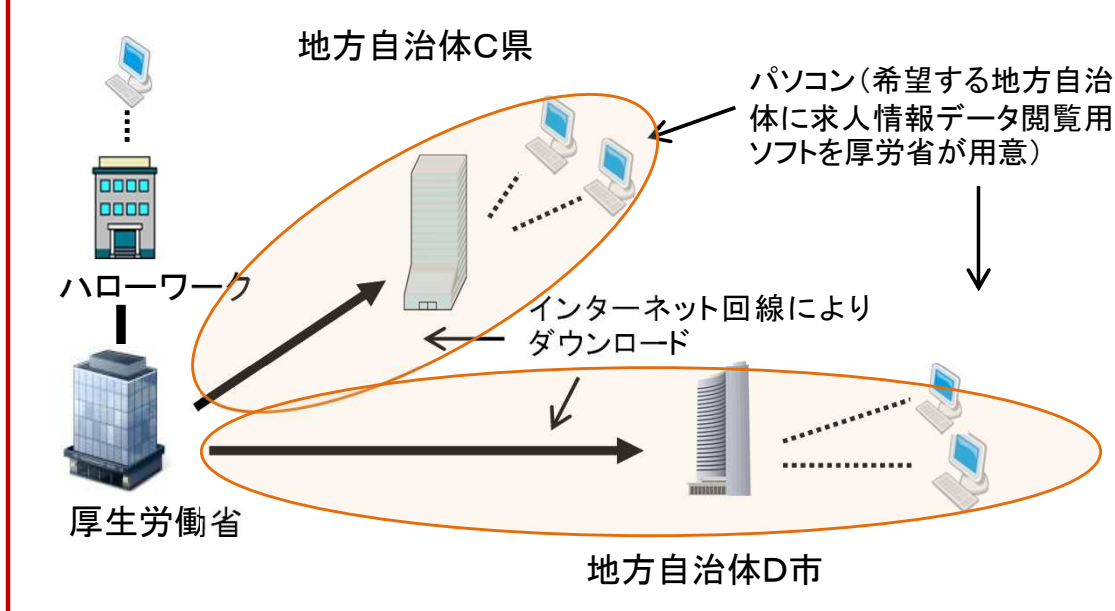 地方自治体C県
パソコン（希望する地方自治
体に求人情報データ閲覧用
ソフトを厚労省が用意）
ハローワーク
インターネット回線により
ダウンロード
厚生労働省
地方自治体D市